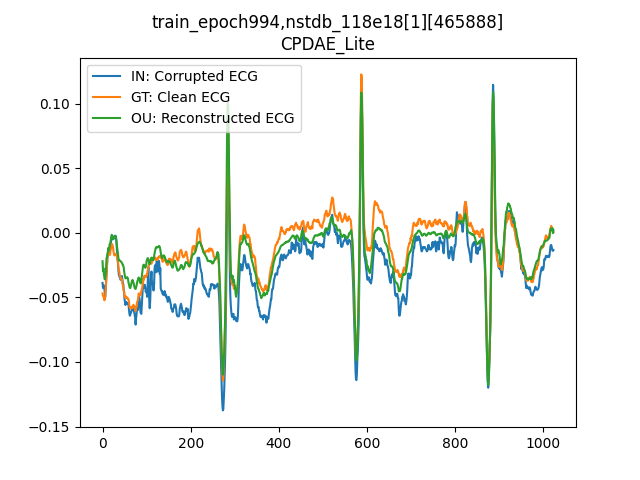 train_epoch994,nstdb_118e18[1][465888]
CPDAE_Lite
IN: Corrupted ECG
GT: Clean ECG
OU: Reconstructed ECG
0.10
0.05
0.00
−0.05
−0.10
−0.15
0 200 400 600 800 1000